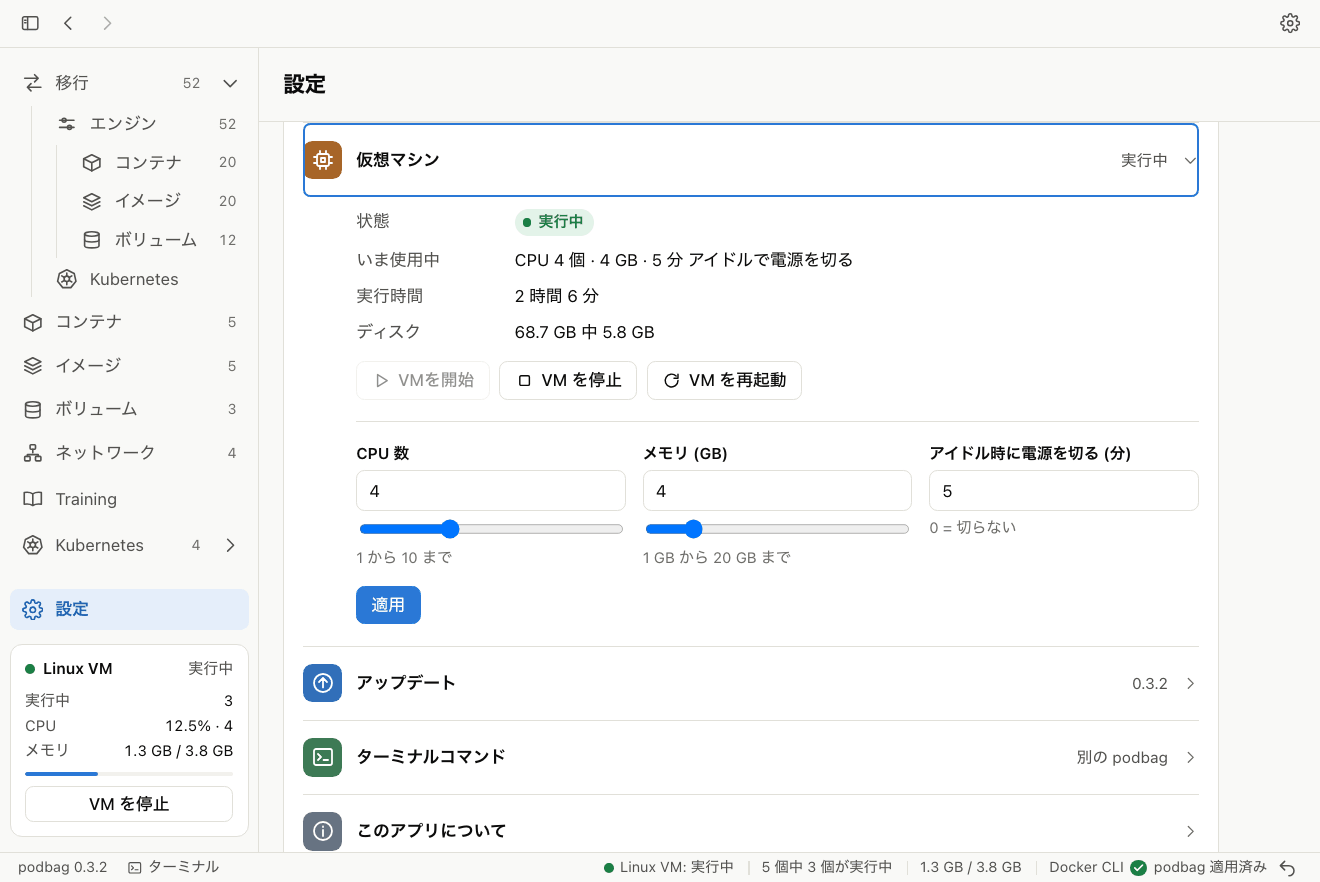 移行 52
エンジン 52
コンテナ 20
イメージ 20
ボリューム 12
Kubernetes
コンテナ 5
イメージ 5
ボリューム 3
ネットワーク 4
Training
Kubernetes 4
設定
Linux VM 実行中
実行中 3
CPU 12.5% · 4
メモリ 1.3 GB / 3.8 GB
VM を停止
設定
仮想マシン 実行中
状態 実行中
いま使用中 CPU 4 個 · 4 GB · 5 分 アイドルで電源を切る
実行時間 2 時間 6 分
ディスク 68.7 GB 中 5.8 GB
VMを開始 VM を停止 VM を再起動
CPU 数 メモリ (GB) アイドル時に電源を切る (分)
4 4 5
0 = 切らない
1 から 10 まで 1 GB から 20 GB まで
適用
アップデート 0.3.2
ターミナルコマンド 別の podbag
このアプリについて
podbag 0.3.2 ターミナル Linux VM: 実行中 5 個中 3 個が実行中 1.3 GB / 3.8 GB Docker CLI podbag 適用済み